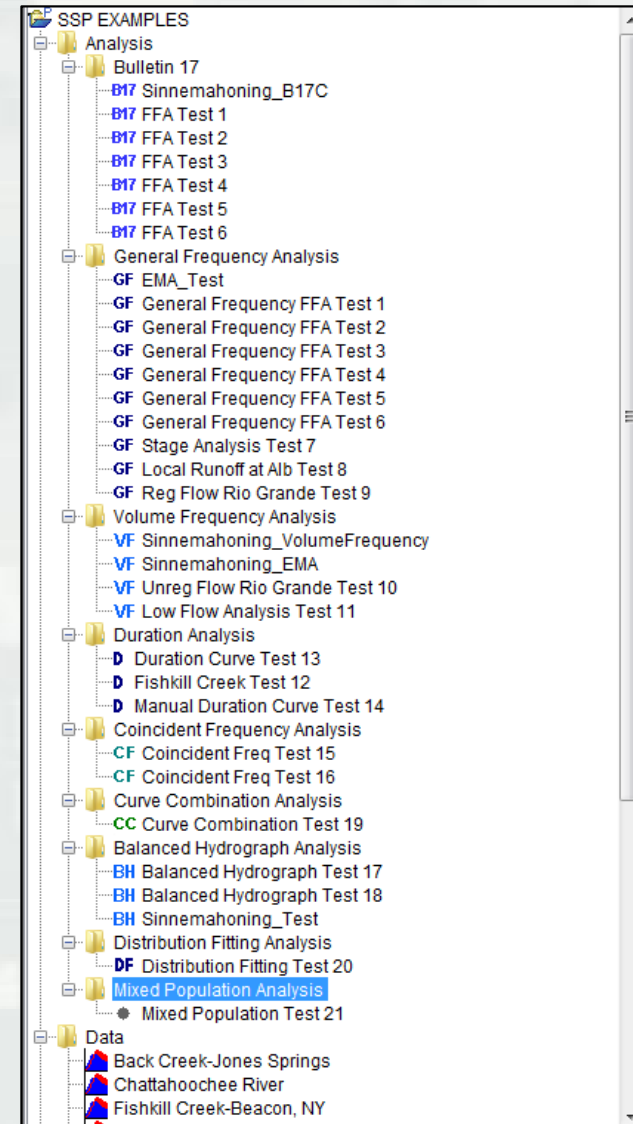 SSP EXAMPLES
Analysis
Bulletin 17
B17 Sinnemahoning_B17C
B17 FFA Test 1
B17 FFA Test 2
B17 FFA Test 3
B17 FFA Test 4
B17 FFA Test 5
B17 FFA Test 6
General Frequency Analysis
GF EMA_Test
GF General Frequency FFA Test 1
GF General Frequency FFA Test 2
GF General Frequency FFA Test 3
GF General Frequency FFA Test 4
GF General Frequency FFA Test 5
GF General Frequency FFA Test 6
GF Stage Analysis Test 7
GF Local Runoff at Alb Test 8
GF Reg Flow Rio Grande Test 9
Volume Frequency Analysis
VF Sinnemahoning_VolumeFrequency
VF Sinnemahoning_EMA
VF Unreg Flow Rio Grande Test 10
VF Low Flow Analysis Test 11
Duration Analysis
D Duration Curve Test 13
D Fishkill Creek Test 12
D Manual Duration Curve Test 14
Coincident Frequency Analysis
CF Coincident Freq Test 15
CF Coincident Freq Test 16
Curve Combination Analysis
CC Curve Combination Test 19
Balanced Hydrograph Analysis
BH Balanced Hydrograph Test 17
BH Balanced Hydrograph Test 18
BH Sinnemahoning_Test
Distribution Fitting Analysis
DF Distribution Fitting Test 20
Mixed Population Analysis
Mixed Population Test 21
Data
Back Creek-Jones Springs
Chattahoochee River
Fishkill Creek-Beacon, NY